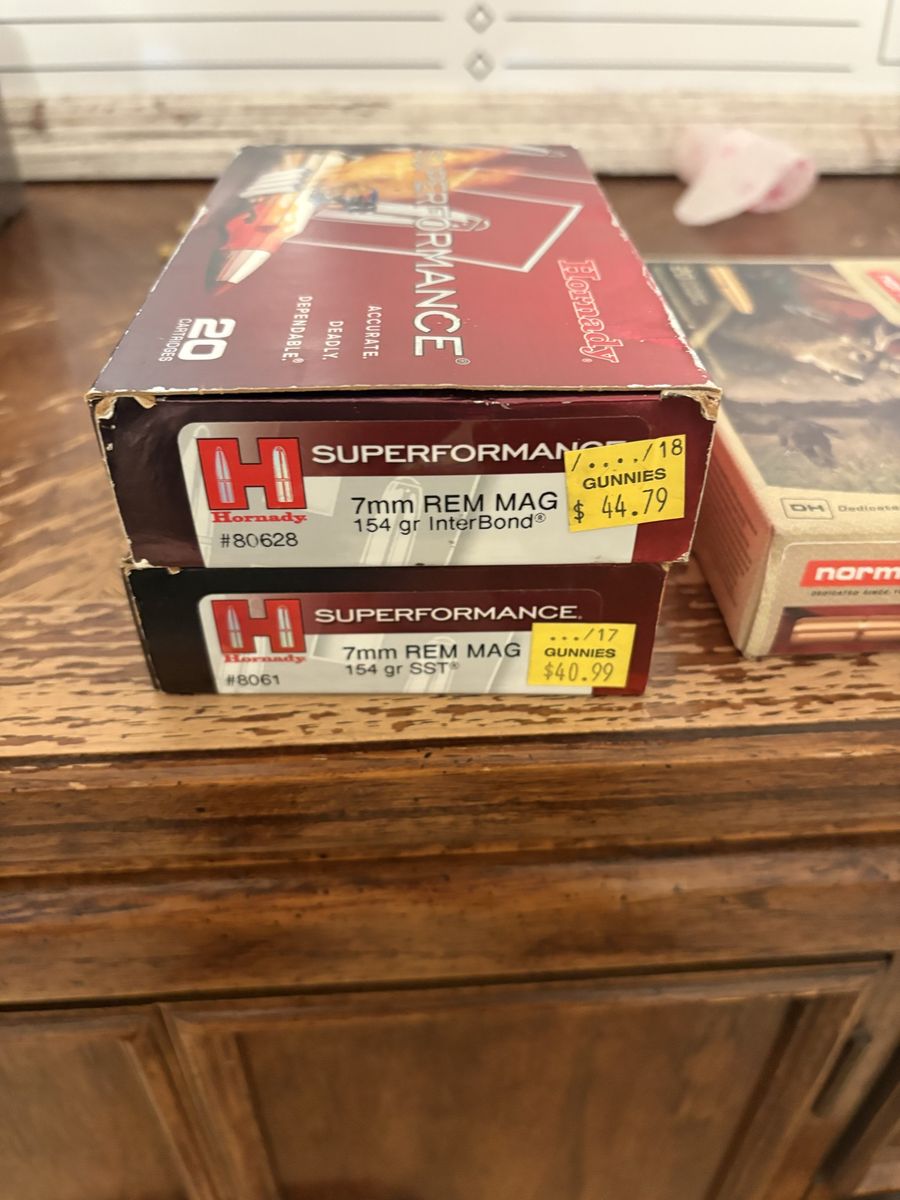 SUPERFORMANCE®
Hornady®
ACCURATE.
DEADLY.
DEPENDABLE®
20
CARTRIDGES
H
Hornady
#80628
SUPERFORMANCE
7mm REM MAG
154 gr InterBond®
/..../18
GUNNIES
$ 44.79
H
Hornady
#8061
SUPERFORMANCE
7mm REM MAG
154 gr SST®
.../17
GUNNIES
$40.99
DH Dedicate
norm